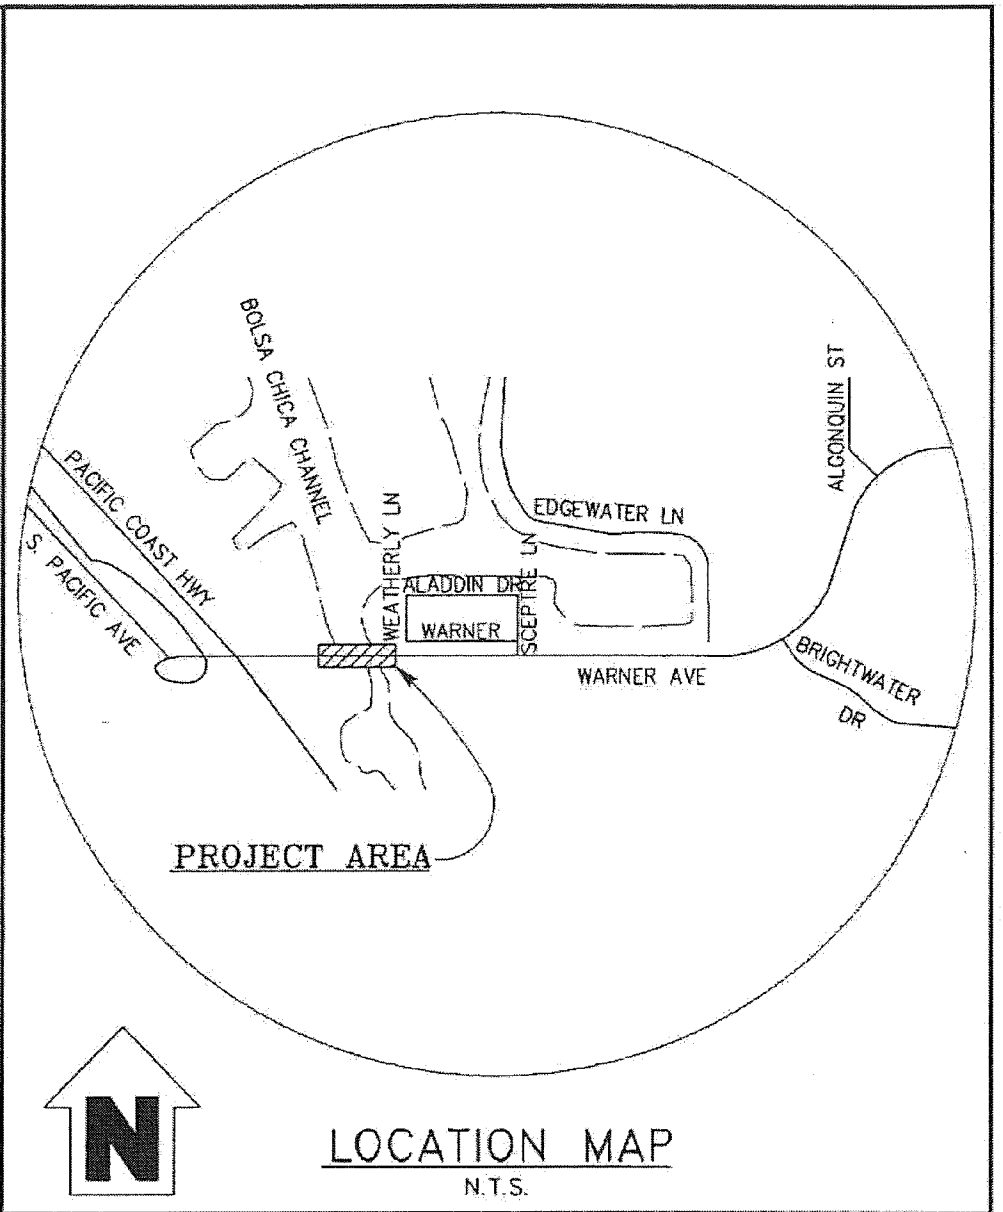 BOLSA CHICA CHANNEL
ALGONQUIN ST
PACIFIC COAST HWY
S. PACIFIC AVE
WEATHERLY LN
EDGEWATER LN
ALADDIN DR
SCEPTRE LN
WARNER
WARNER AVE
BRIGHTWATER
DR
PROJECT AREA
N
LOCATION MAP
N.T.S.